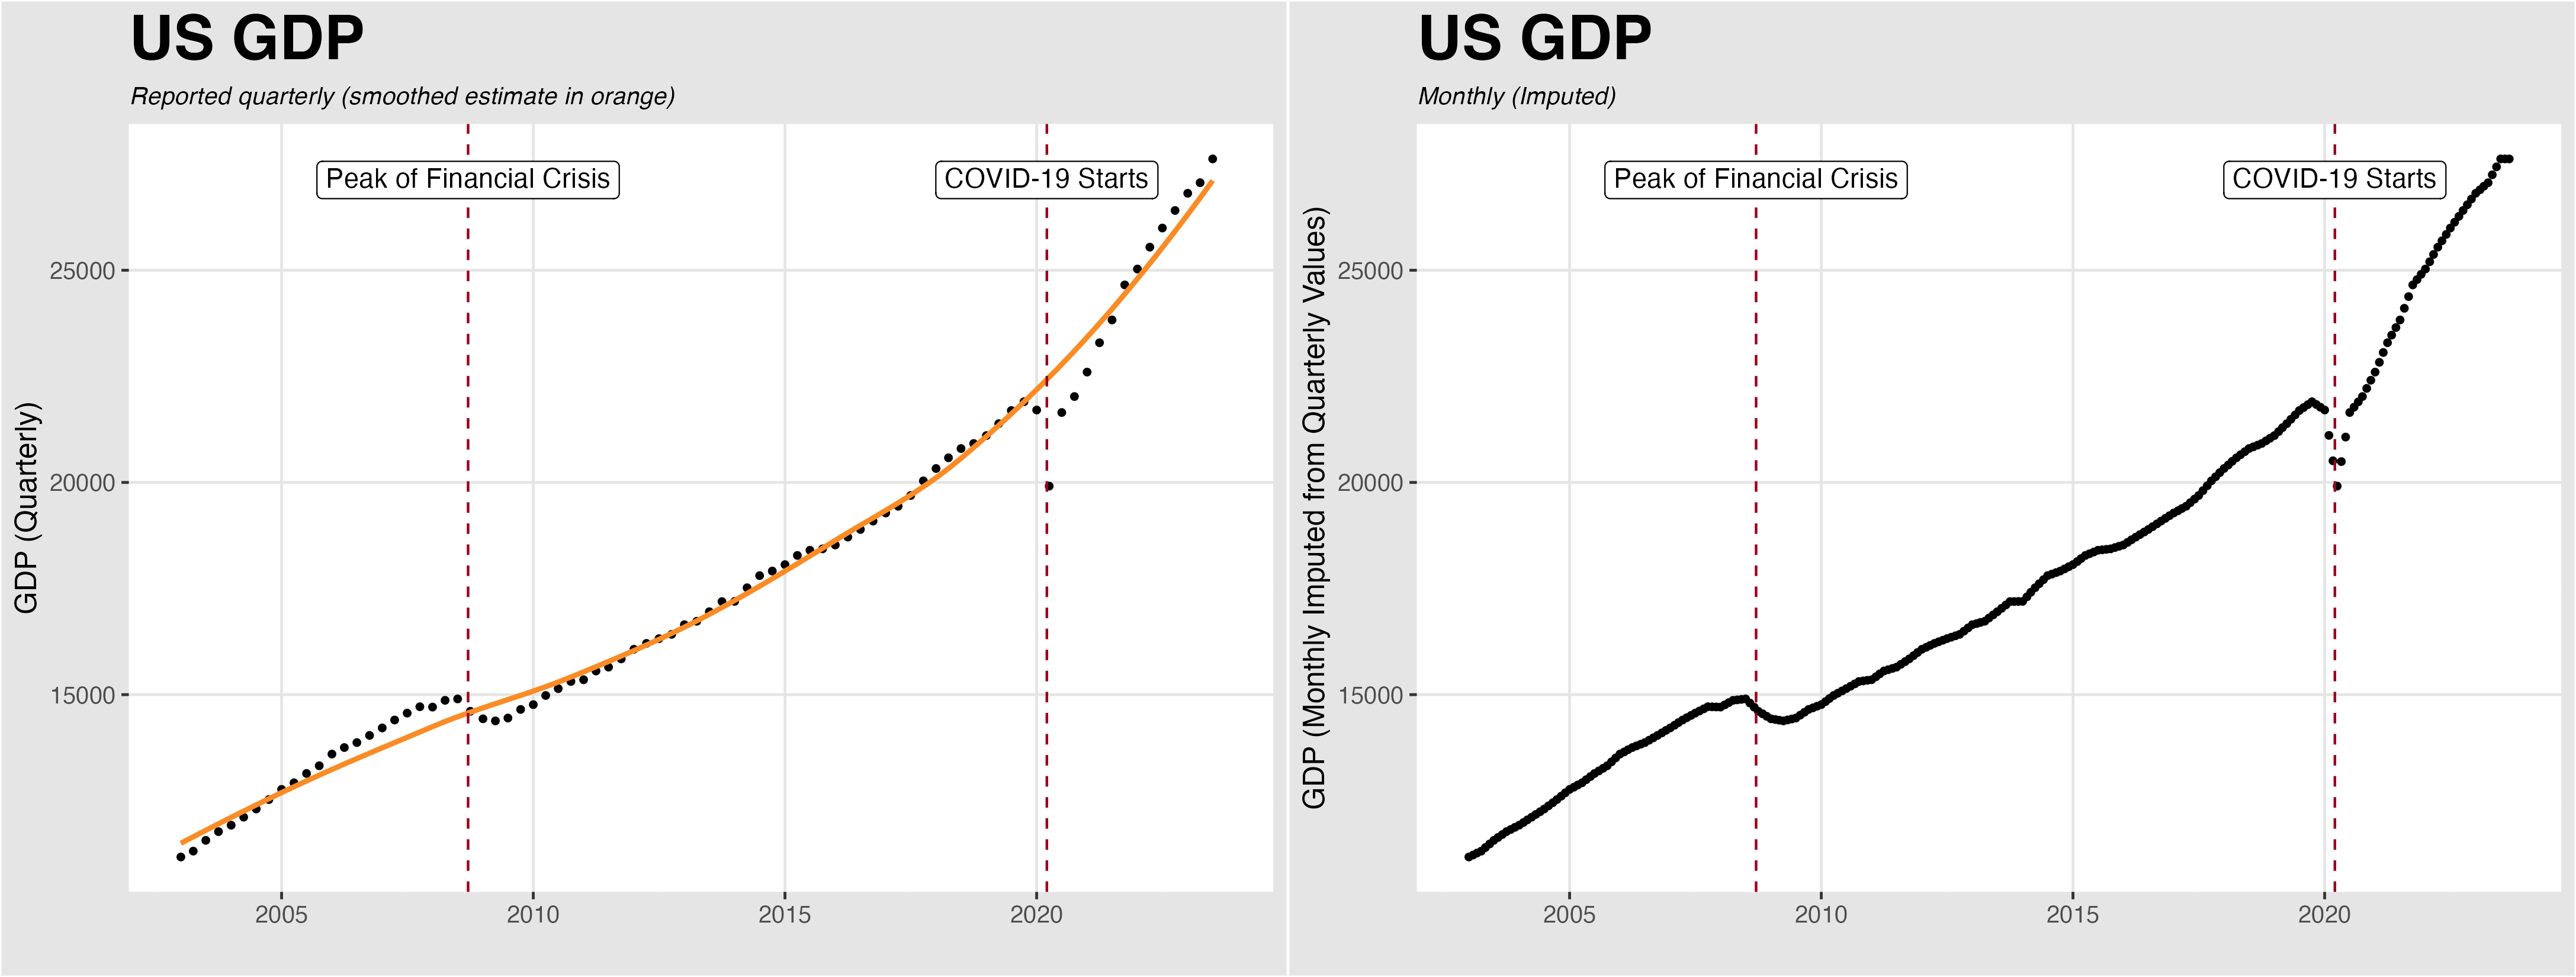 US GDP
Reported quarterly (smoothed estimate in orange)
GDP (Quarterly)
25000
20000
15000
Peak of Financial Crisis
COVID-19 Starts
2005
2010
2015
2020
US GDP
Monthly (Imputed)
GDP (Monthly Imputed from Quarterly Values)
25000
20000
15000
Peak of Financial Crisis
COVID-19 Starts
2005
2010
2015
2020